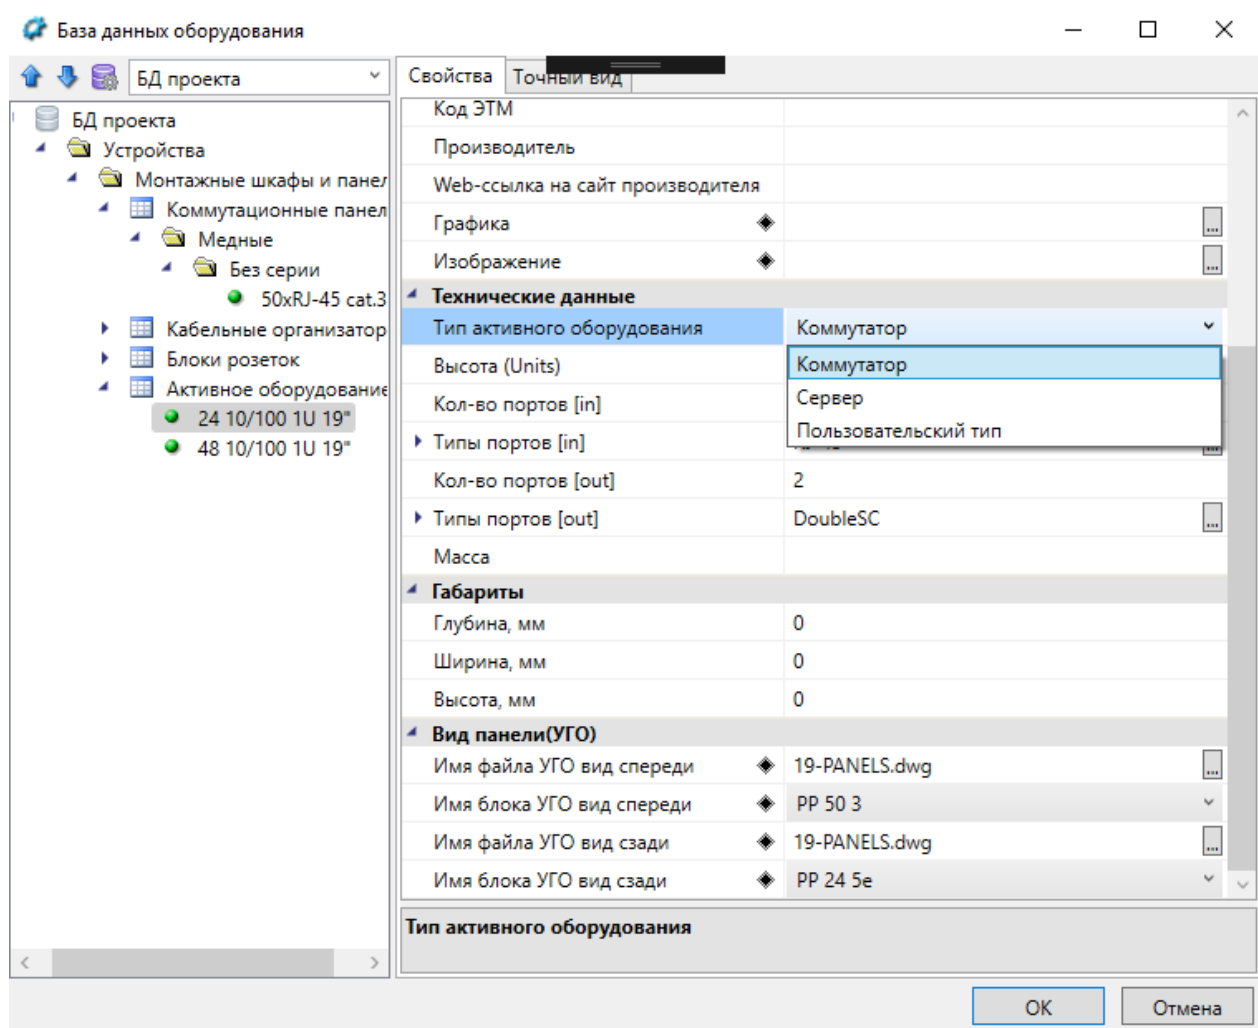 База данных оборудования
БД проекта
Свойства
Точный вид
БД проекта
Устройства
Монтажные шкафы и панел
Коммутационные панел
Медные
Без серии
50xRJ-45 cat.3
Кабельные организатор
Блоки розеток
Активное оборудование
24 10/100 1U 19"
48 10/100 1U 19"
Код ЭТМ
Производитель
Web-ссылка на сайт производителя
Графика
Изображение
Технические данные
Тип активного оборудования Коммутатор
Коммутатор
Сервер
Пользовательский тип
Высота (Units)
Кол-во портов [in]
Типы портов [in]
Кол-во портов [out] 2
Типы портов [out] DoubleSC
Масса
Габариты
Глубина, мм 0
Ширина, мм 0
Высота, мм 0
Вид панели(УГО)
Имя файла УГО вид спереди 19-PANELS.dwg
Имя блока УГО вид спереди PP 50 3
Имя файла УГО вид сзади 19-PANELS.dwg
Имя блока УГО вид сзади PP 24 5e
Тип активного оборудования
OK
Отмена